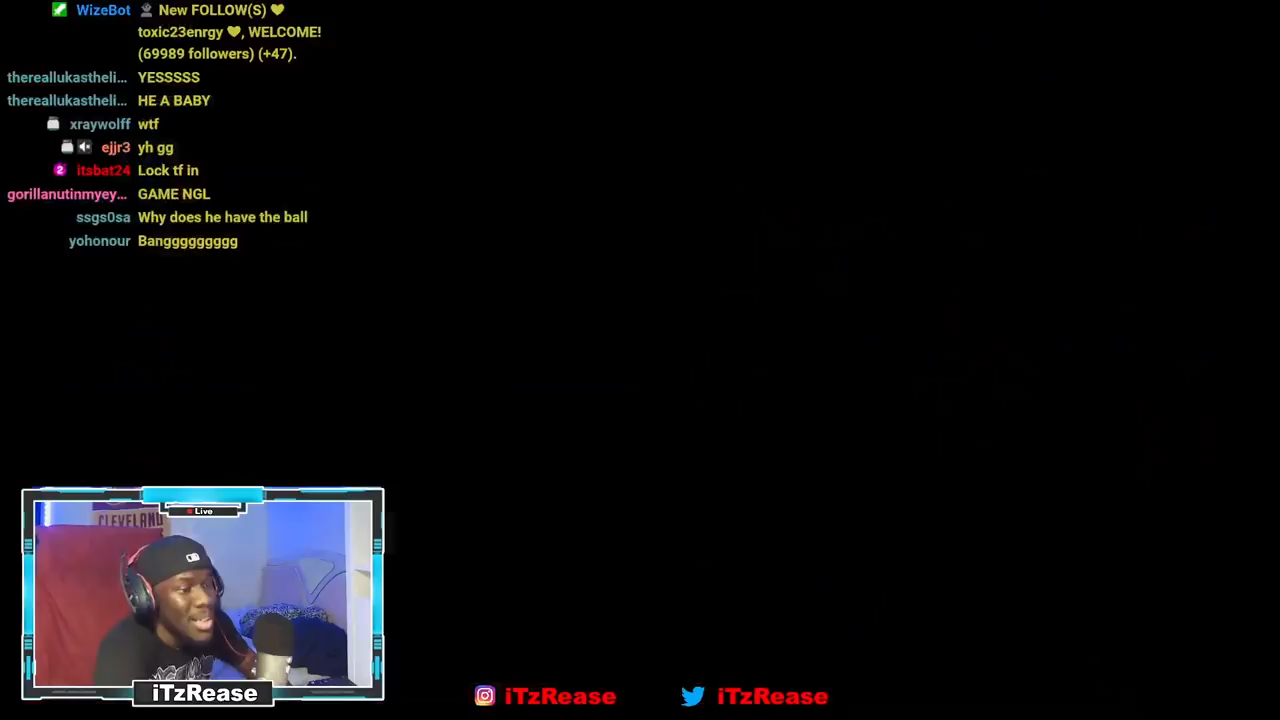 WizeBot New FOLLOW(S)
toxic23enrgy, WELCOME!
(69989 followers) (+47).
thereallukastheli... YESSSSS
thereallukastheli... HE A BABY
xraywolff wtf
ejjr3 yh gg
2 itsbat24 Lock tf in
gorillanutinmyey... GAME NGL
ssgs0sa Why does he have the ball
yohonour Banggggggggg
Live
CLEVELAND
iTzRease
iTzRease iTzRease